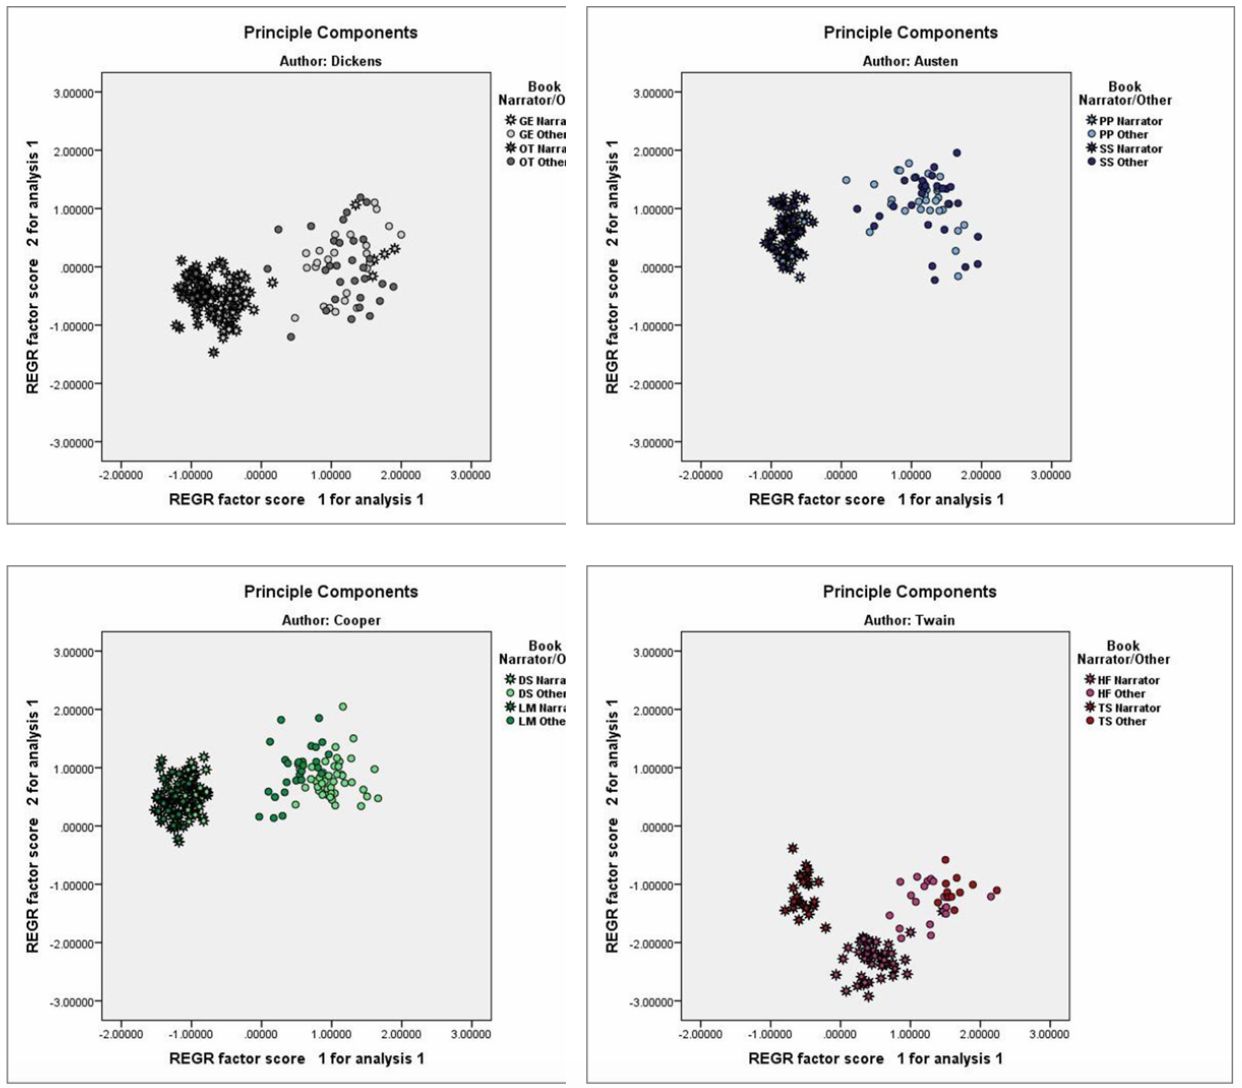 Principle Components
Author: Dickens
Book
Narrator/O
GE Narra
GE Other
OT Narra
OT Other
3.00000
2.00000
1.00000
.00000
-1.00000
-2.00000
-3.00000
REGR factor score 2 for analysis 1
-2.00000 -1.00000 .00000 1.00000 2.00000 3.00000
REGR factor score 1 for analysis 1
Principle Components
Author: Austen
Book
Narrator/Other
PP Narrator
PP Other
SS Narrator
SS Other
3.00000
2.00000
1.00000
.00000
-1.00000
-2.00000
-3.00000
REGR factor score 2 for analysis 1
-2.00000 -1.00000 .00000 1.00000 2.00000 3.00000
REGR factor score 1 for analysis 1
Principle Components
Author: Cooper
Book
Narrator/O
DS Narra
DS Other
LM Narra
LM Othe
3.00000
2.00000
1.00000
.00000
-1.00000
-2.00000
-3.00000
REGR factor score 2 for analysis 1
-2.00000 -1.00000 .00000 1.00000 2.00000 3.00000
REGR factor score 1 for analysis 1
Principle Components
Author: Twain
Book
Narrator/Other
HF Narrator
HF Other
TS Narrator
TS Other
3.00000
2.00000
1.00000
.00000
-1.00000
-2.00000
-3.00000
REGR factor score 2 for analysis 1
-2.00000 -1.00000 .00000 1.00000 2.00000 3.00000
REGR factor score 1 for analysis 1